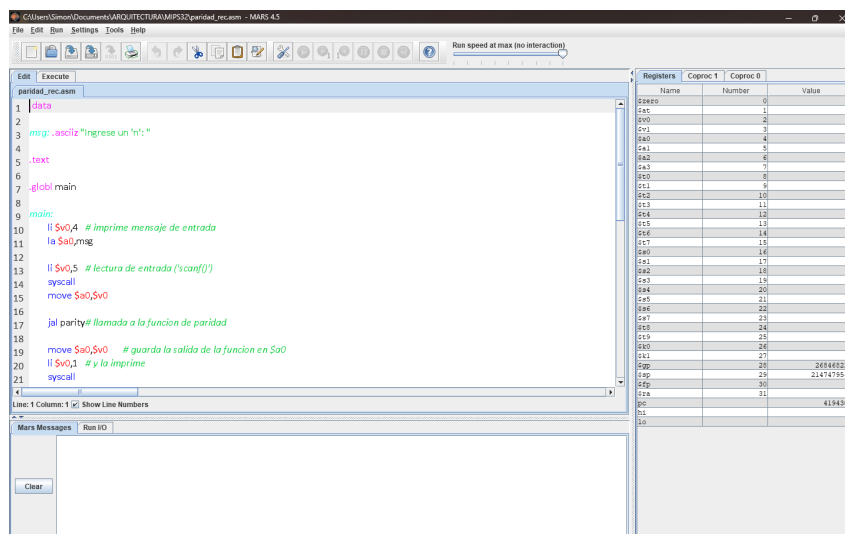 C:\Users\Simon\Documents\ARQUITECTURA\MIPS32\paridad_rec.asm - MARS 4.5
File Edit Run Settings Tools Help
Run speed at max (no interaction)
Edit Execute
paridad_rec.asm
1 .data
2
3 msg: .asciiz "Ingrese un 'n': "
4
5 .text
6
7 .globl main
8
9 main:
10 li $v0,4 # imprime mensaje de entrada
11 la $a0,msg
12
13 li $v0,5 # lectura de entrada ('scanf()')
14 syscall
15 move $a0,$v0
16
17 jal parity# llamada a la funcion de paridad
18
19 move $a0,$v0 # guarda la salida de la funcion en $a0
20 li $v0,1 # y la imprime
21 syscall
Line: 1 Column: 1 Show Line Numbers
Mars Messages Run I/O
Clear
Registers Coproc 1 Coproc 0
Name Number Value
$zero 0
$at 1
$v0 2
$v1 3
$a0 4
$a1 5
$a2 6
$a3 7
$t0 8
$t1 9
$t2 10
$t3 11
$t4 12
$t5 13
$t6 14
$t7 15
$s0 16
$s1 17
$s2 18
$s3 19
$s4 20
$s5 21
$s6 22
$s7 23
$t8 24
$t9 25
$k0 26
$k1 27
$gp 28 2684682
$sp 29 21474795
$fp 30
$ra 31
pc 419430
hi
lo